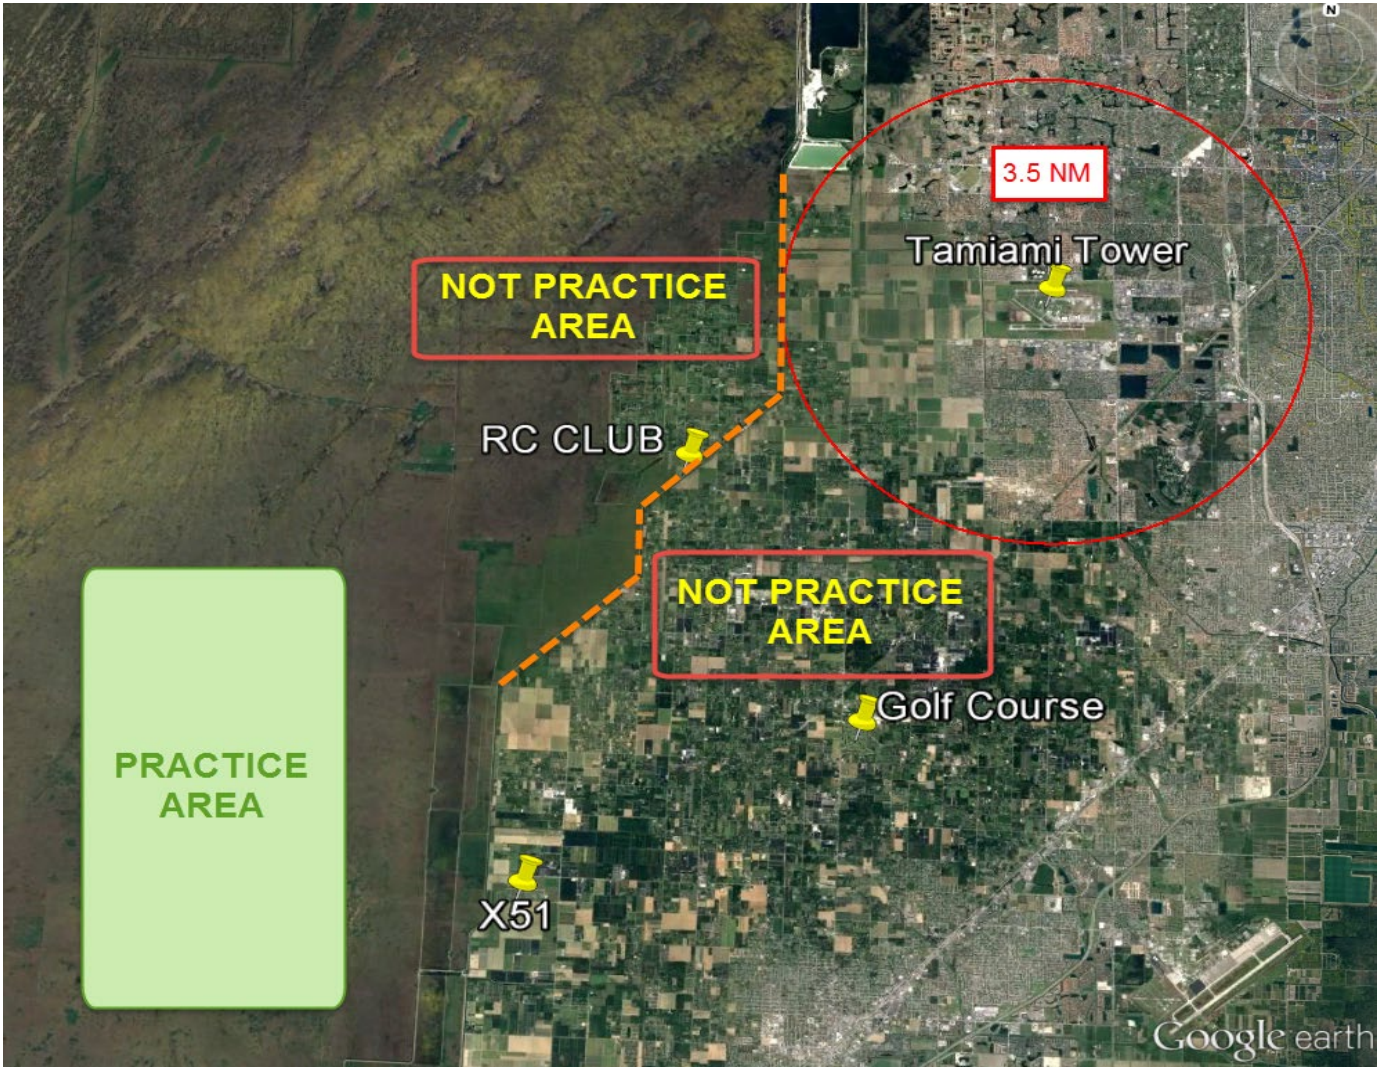 N
3.5 NM
Tamiami Tower
NOT PRACTICE
AREA
RC CLUB
NOT PRACTICE
AREA
Golf Course
PRACTICE
AREA
X51
Google earth